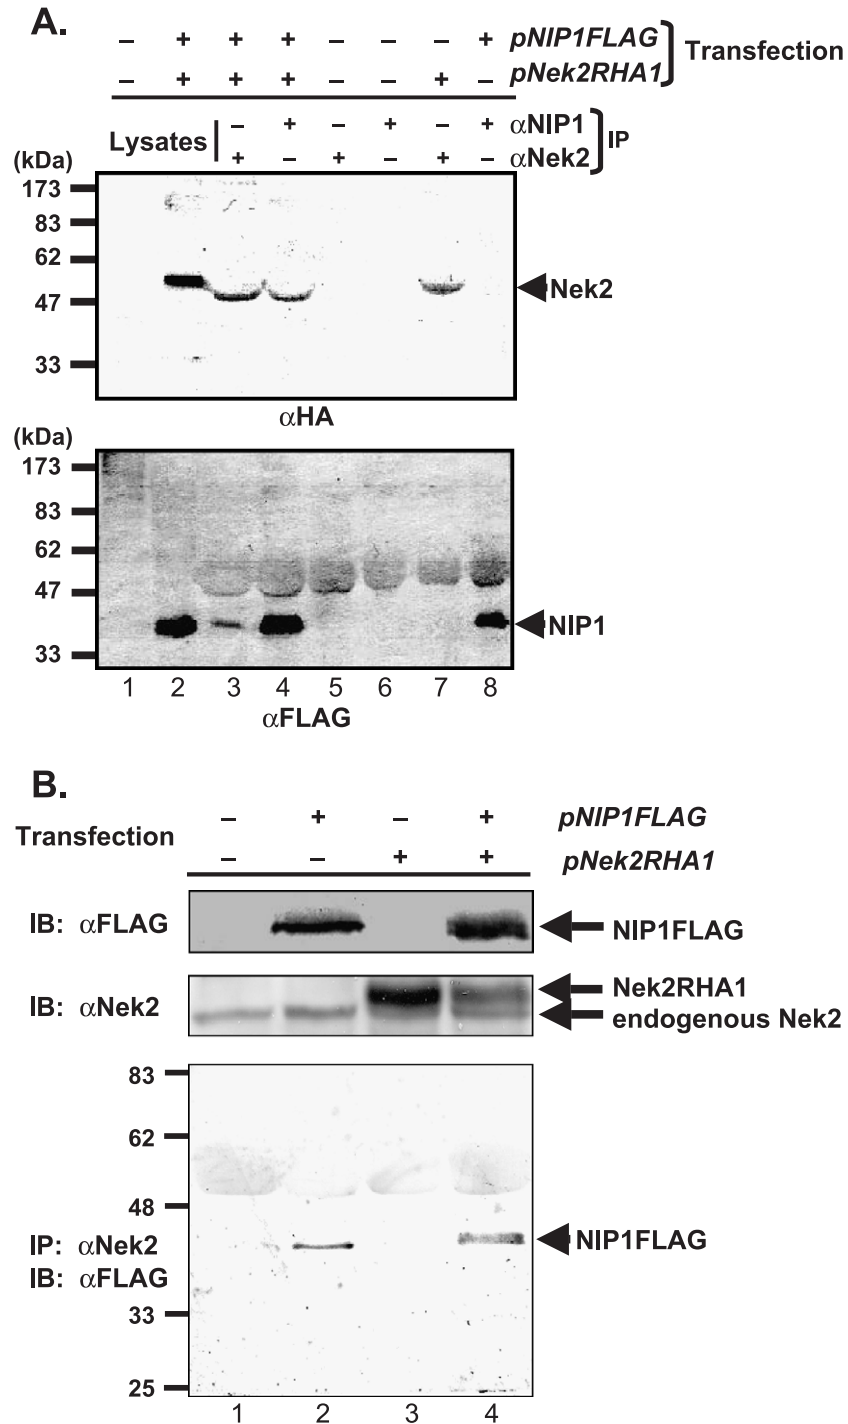 A.
– + + + – – – + pNIP1FLAG
– + + + – – + – pNek2RHA1
Transfection
Lysates
– + – + – + αNIP1
+ – + – + – αNek2
IP
(kDa)
173
83
62
47
33
Nek2
αHA
(kDa)
173
83
62
47
33
NIP1
1 2 3 4 5 6 7 8
αFLAG
B.
Transfection
– + – + pNIP1FLAG
– – + + pNek2RHA1
IB: αFLAG
NIP1FLAG
IB: αNek2
Nek2RHA1
endogenous Nek2
83
62
48
33
25
IP: αNek2
IB: αFLAG
NIP1FLAG
1 2 3 4